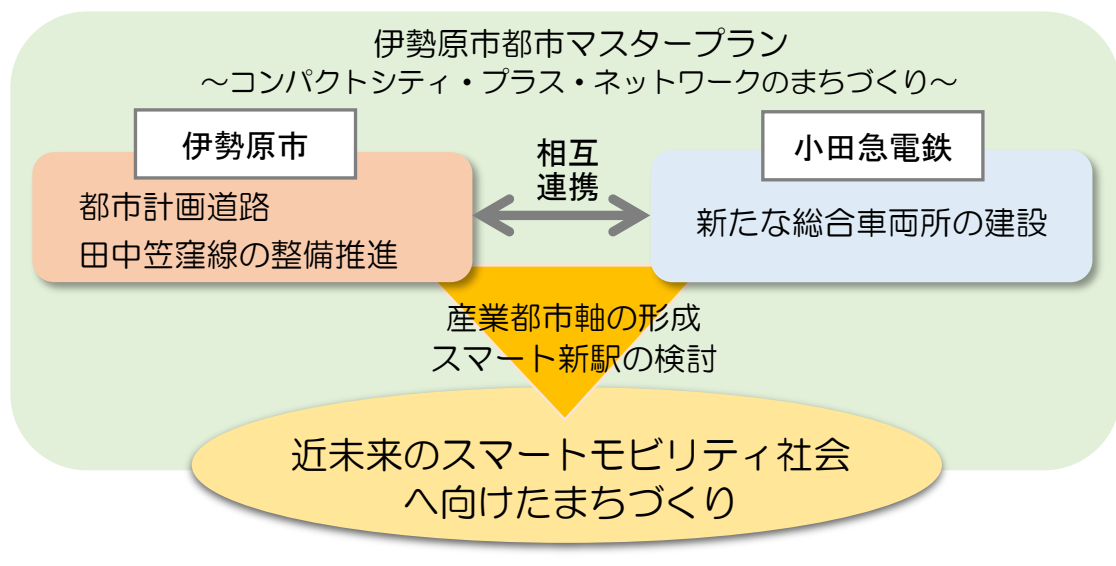 伊勢原市都市マスタープラン
～コンパクトシティ・プラス・ネットワークのまちづくり～
伊勢原市
都市計画道路
田中笠窪線の整備推進
相互
連携
小田急電鉄
新たな総合車両所の建設
産業都市軸の形成
スマート新駅の検討
近未来のスマートモビリティ社会
へ向けたまちづくり